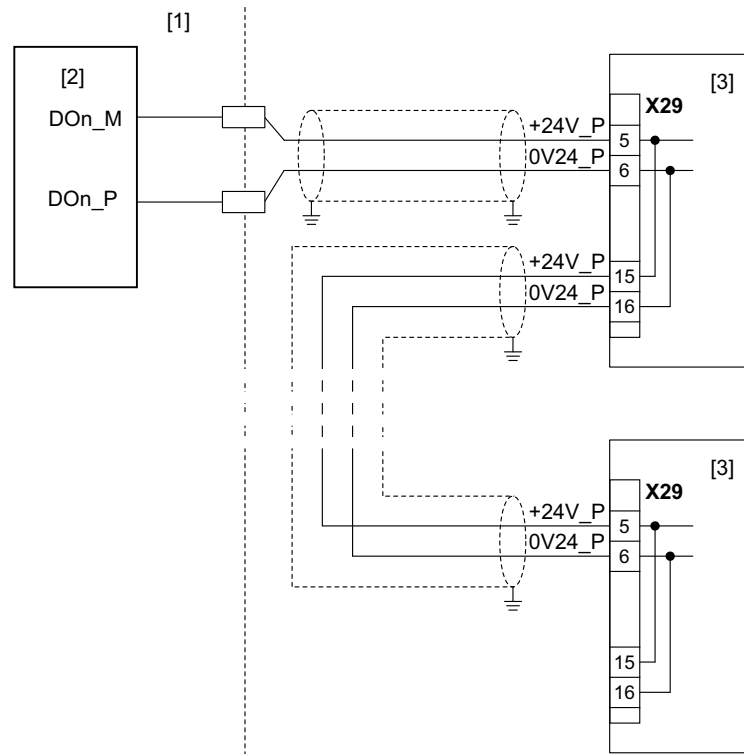 [1]
[2]
DOn_M
DOn_P
[3]
X29
+24V_P
5
0V24_P
6
+24V_P
15
0V24_P
16
[3]
X29
+24V_P
5
0V24_P
6
15
16